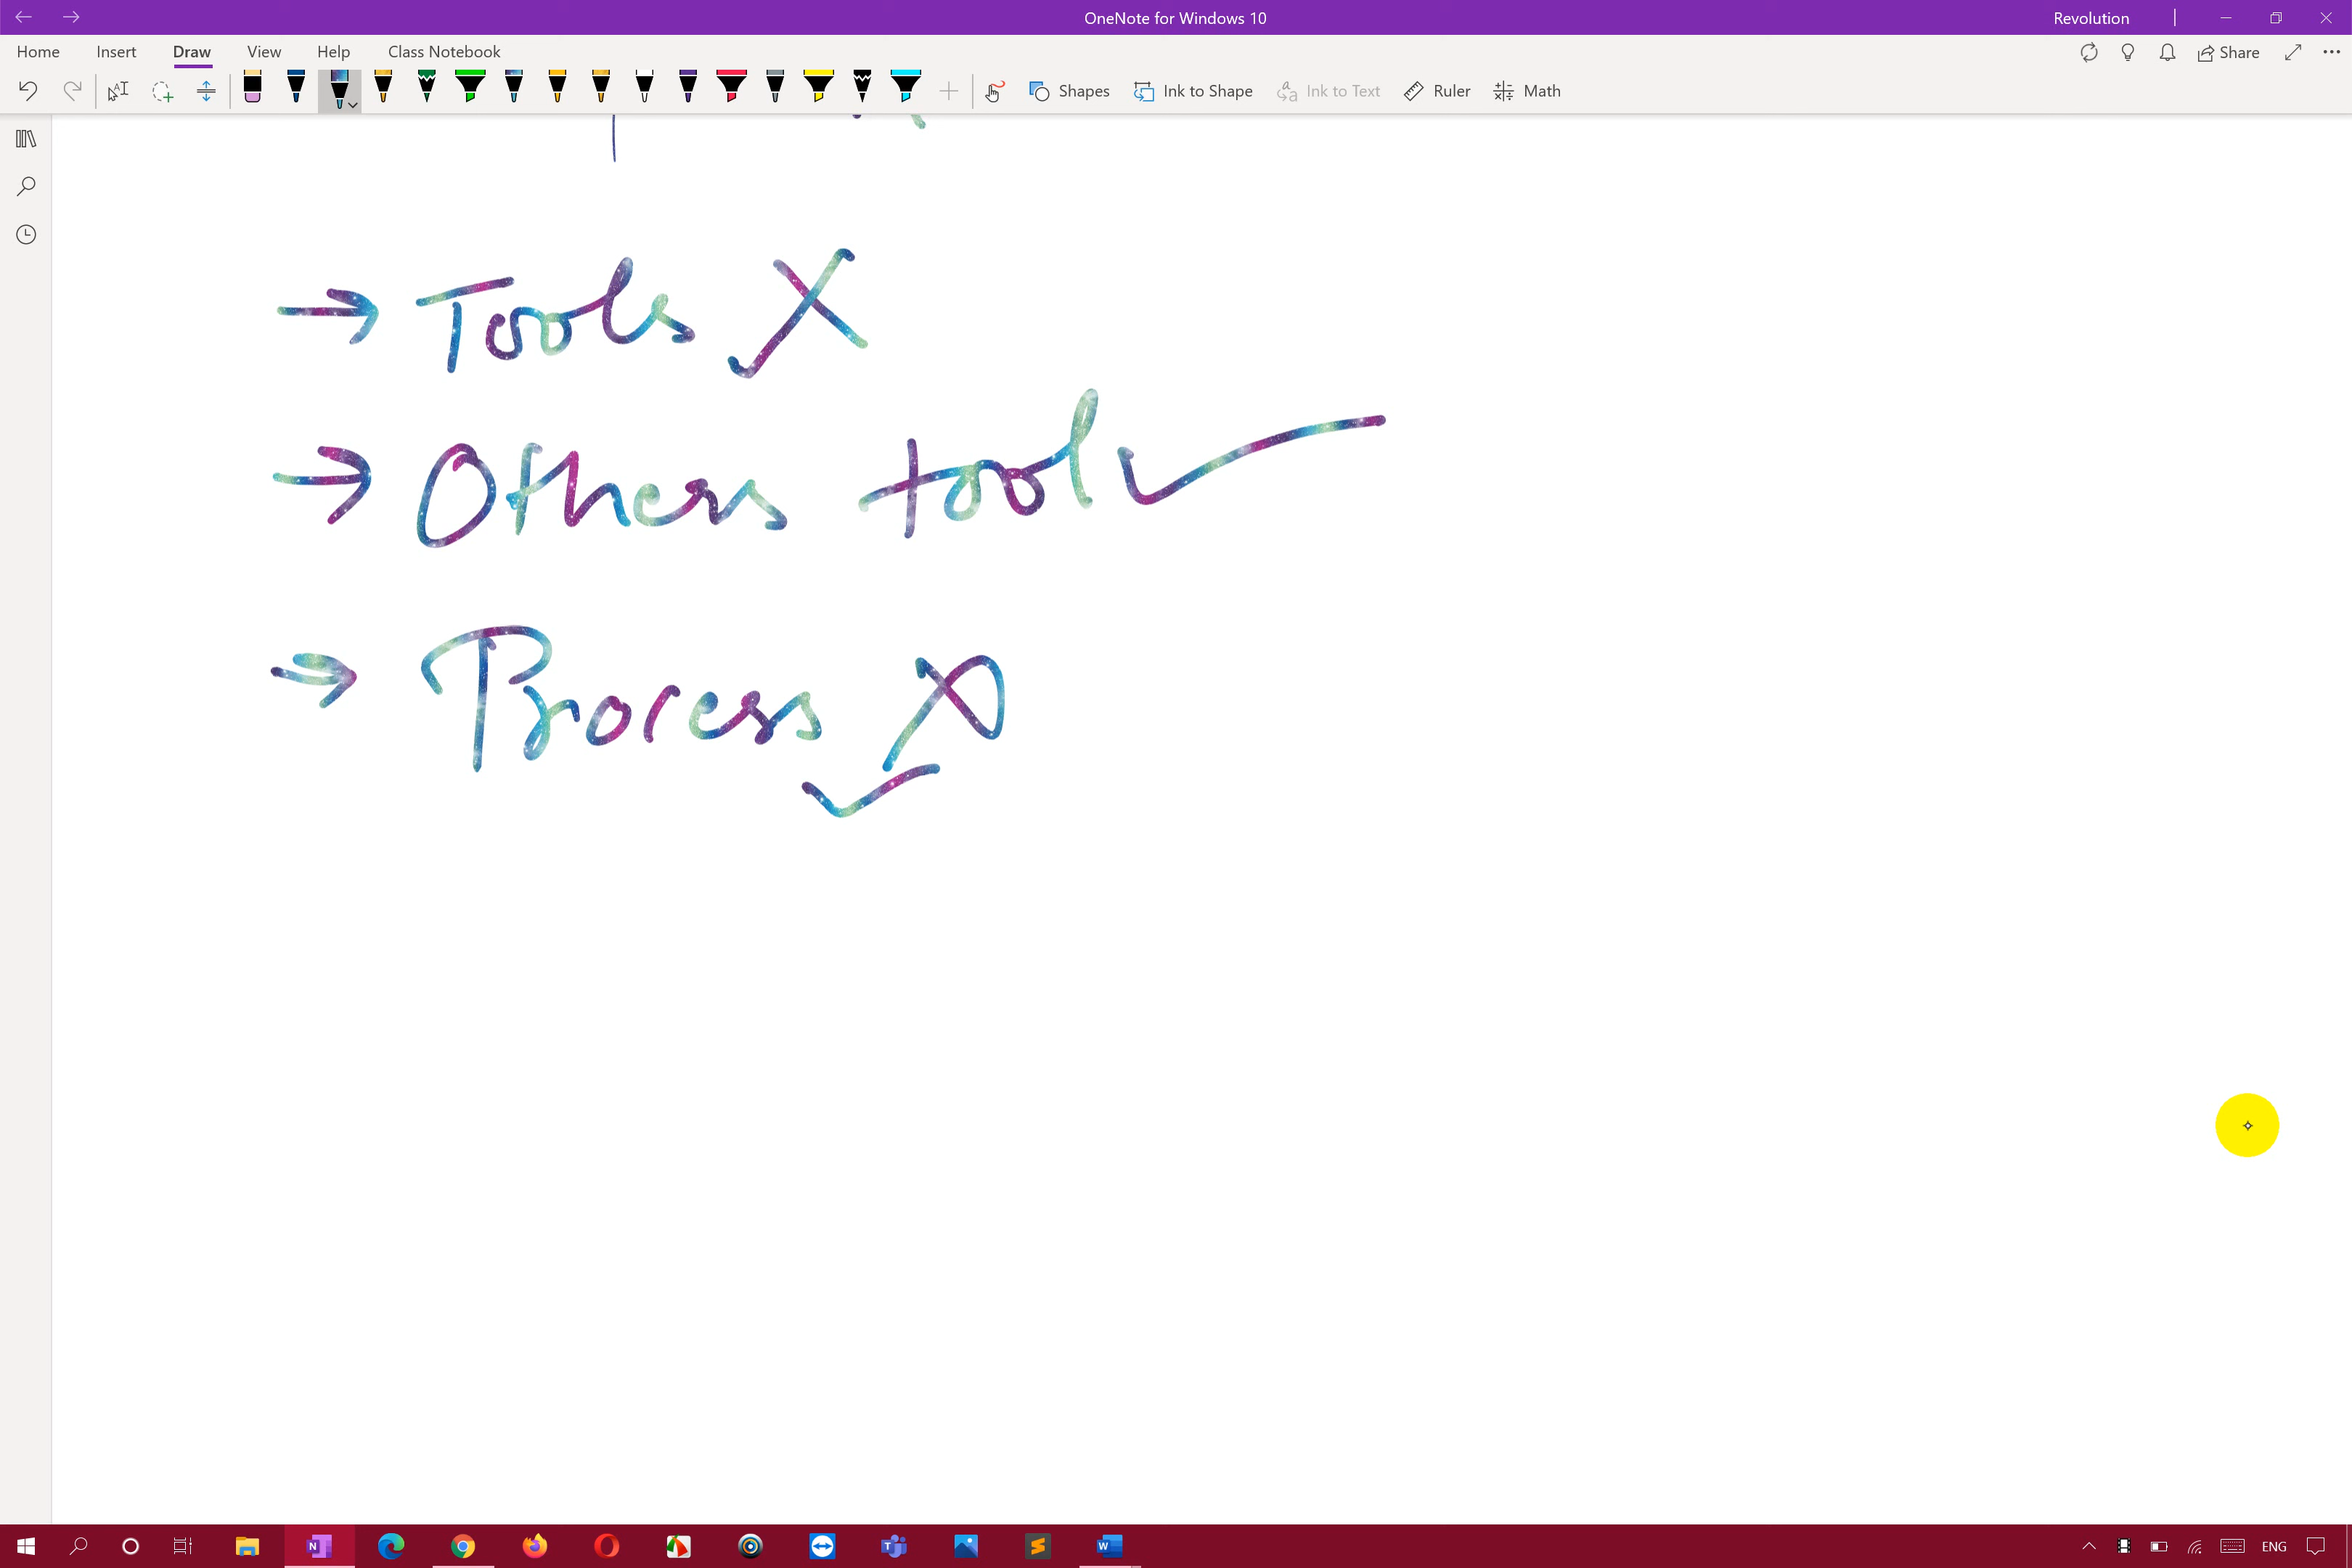 OneNote for Windows 10 Revolution
Home Insert Draw View Help Class Notebook Share
Shapes Ink to Shape Ink to Text Ruler Math
→ Tools X
→ Others tool ✓
→ Process X
✓
ENG